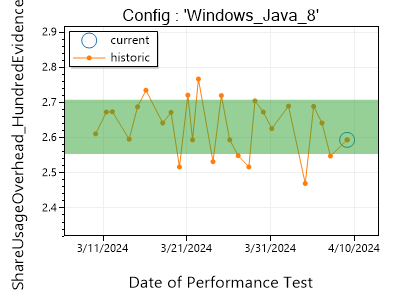 Config : 'Windows_Java_8'
ShareUsageOverhead_HundredEvidence
2.9
2.8
2.7
2.6
2.5
2.4
current
historic
3/11/2024
3/21/2024
3/31/2024
4/10/2024
Date of Performance Test